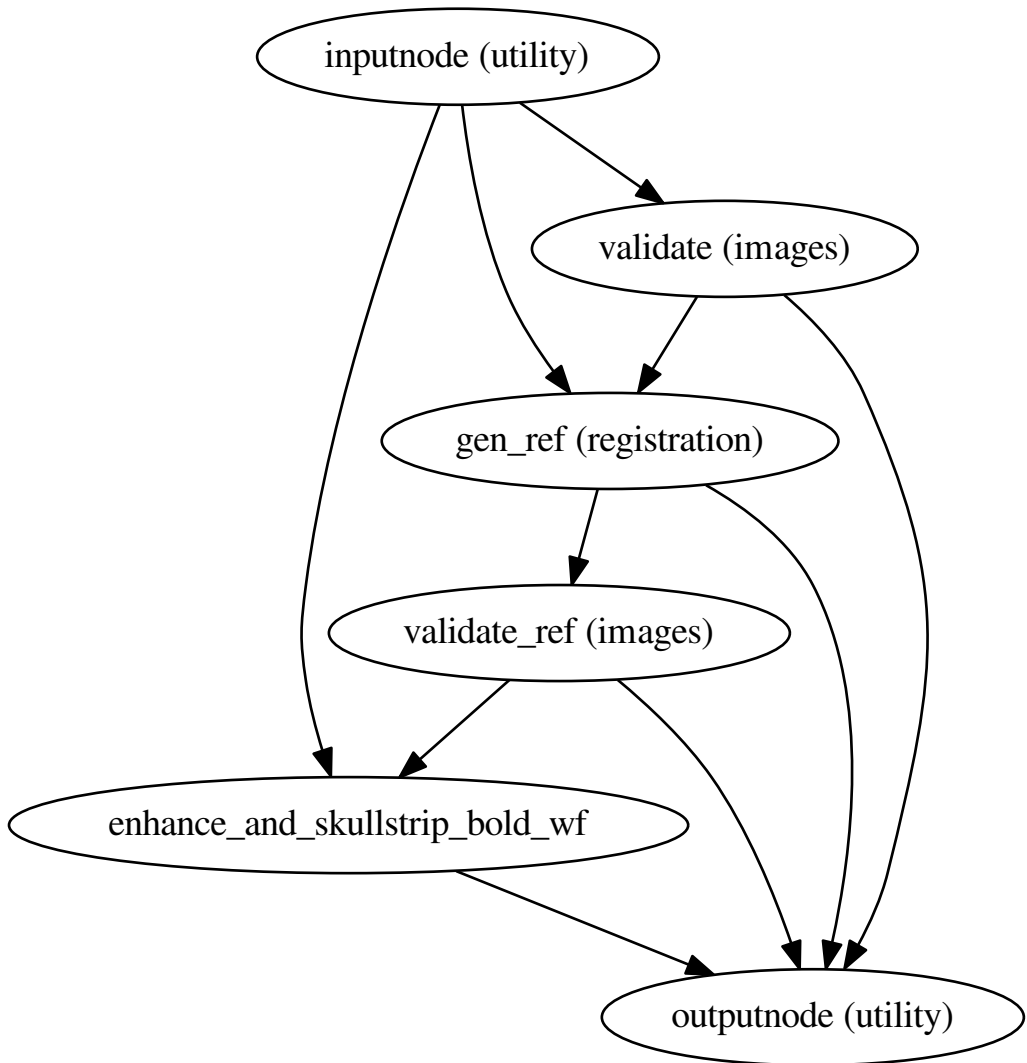 inputnode (utility)
validate (images)
gen_ref (registration)
validate_ref (images)
enhance_and_skullstrip_bold_wf
outputnode (utility)